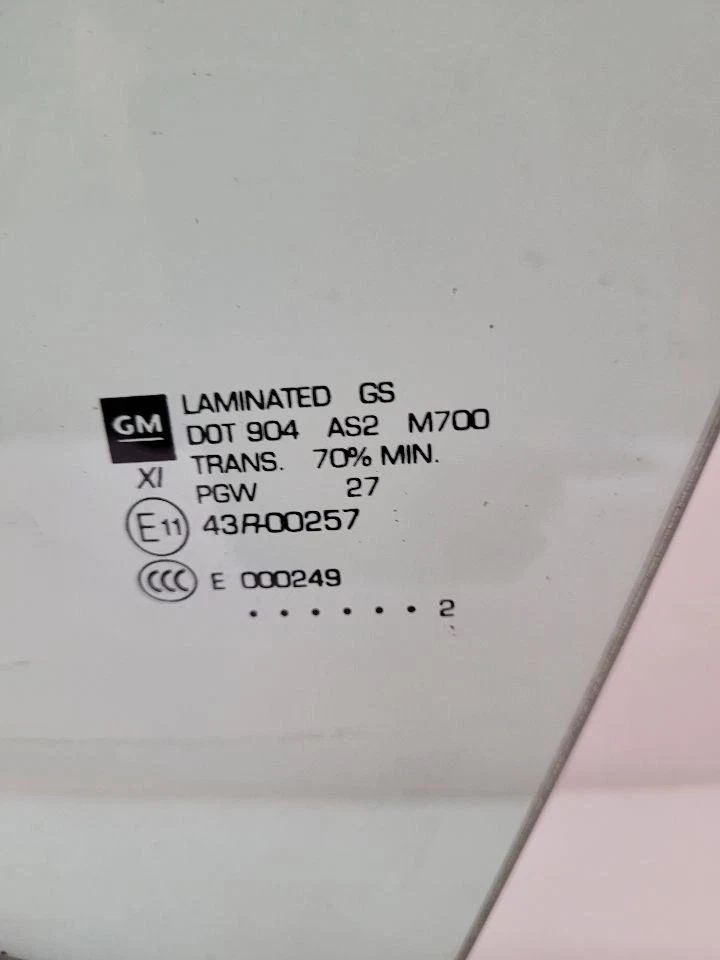 GM LAMINATED GS
DOT 904 AS2 M700
TRANS. 70% MIN.
XI PGW 27
E11 43R-00257
CCC E 000249
• • • • • • 2